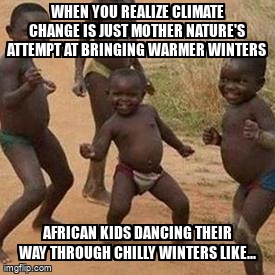 WHEN YOU REALIZE CLIMATE
CHANGE IS JUST MOTHER NATURE'S
ATTEMPT AT BRINGING WARMER WINTERS
AFRICAN KIDS DANCING THEIR
WAY THROUGH CHILLY WINTERS LIKE...
imgflip.com